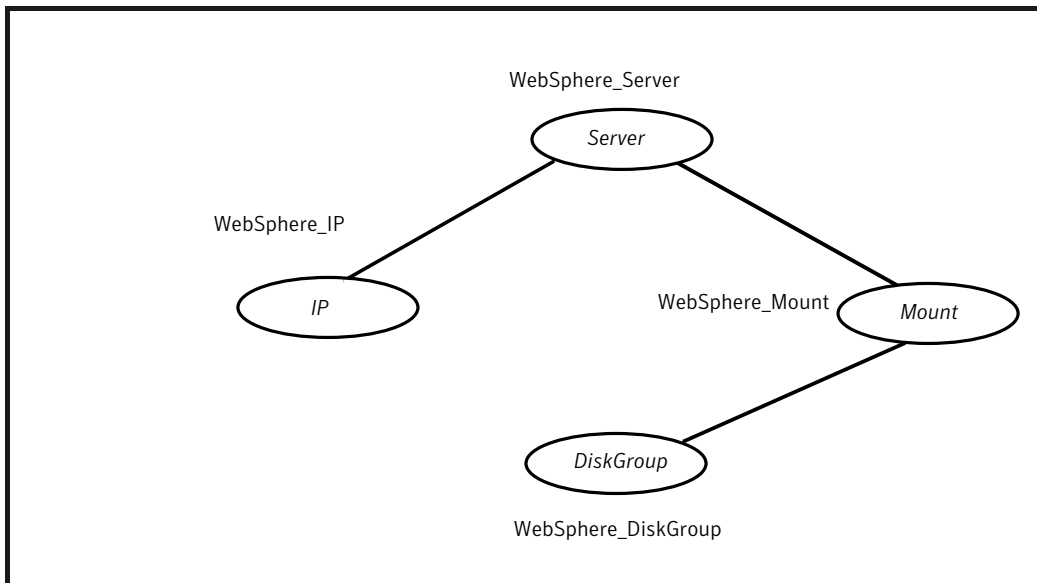 WebSphere_Server
Server
WebSphere_IP
IP
WebSphere_Mount
Mount
DiskGroup
WebSphere_DiskGroup